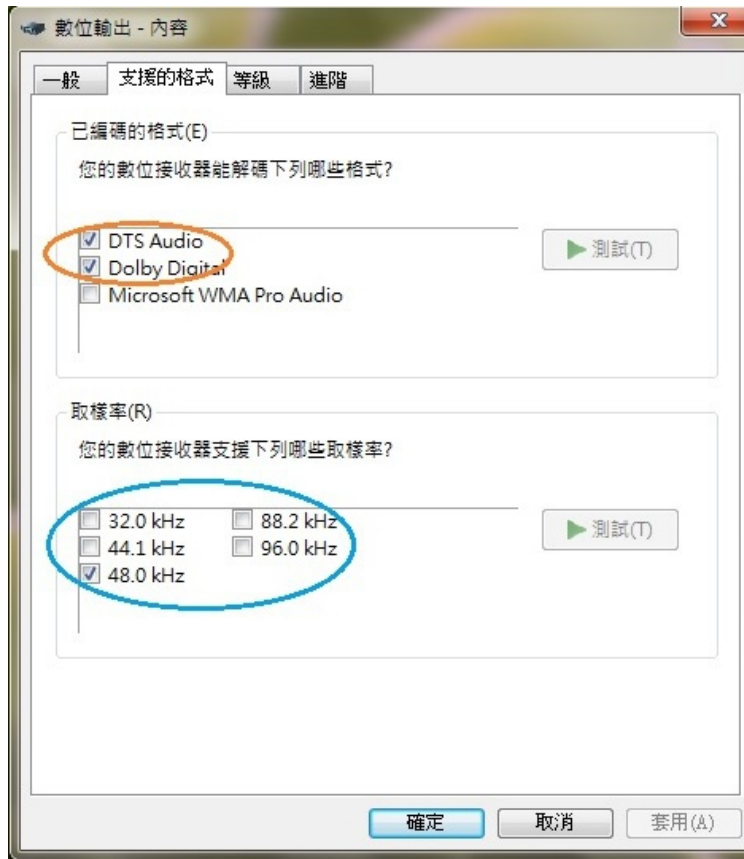 數位輸出 - 內容
一般 支援的格式 等級 進階
已編碼的格式(E)
您的數位接收器能解碼下列哪些格式?
DTS Audio
Dolby Digital
Microsoft WMA Pro Audio
測試(T)
取樣率(R)
您的數位接收器支援下列哪些取樣率?
32.0 kHz 88.2 kHz
44.1 kHz 96.0 kHz
48.0 kHz
測試(T)
確定 取消 套用(A)